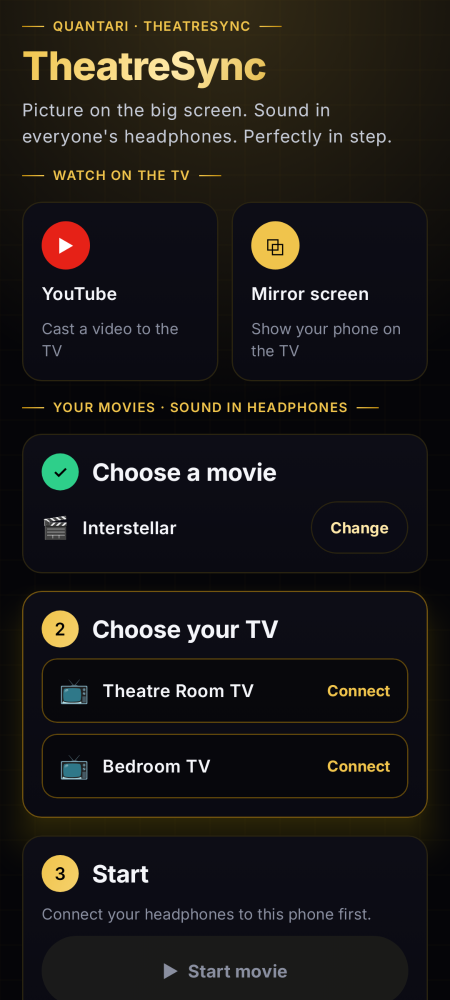 QUANTARI · THEATRESYNC
TheatreSync
Picture on the big screen. Sound in
everyone's headphones. Perfectly in step.
WATCH ON THE TV
YouTube
Cast a video to the
TV
Mirror screen
Show your phone on
the TV
YOUR MOVIES · SOUND IN HEADPHONES
Choose a movie
Interstellar
Change
2
Choose your TV
Theatre Room TV
Connect
Bedroom TV
Connect
3
Start
Connect your headphones to this phone first.
Start movie